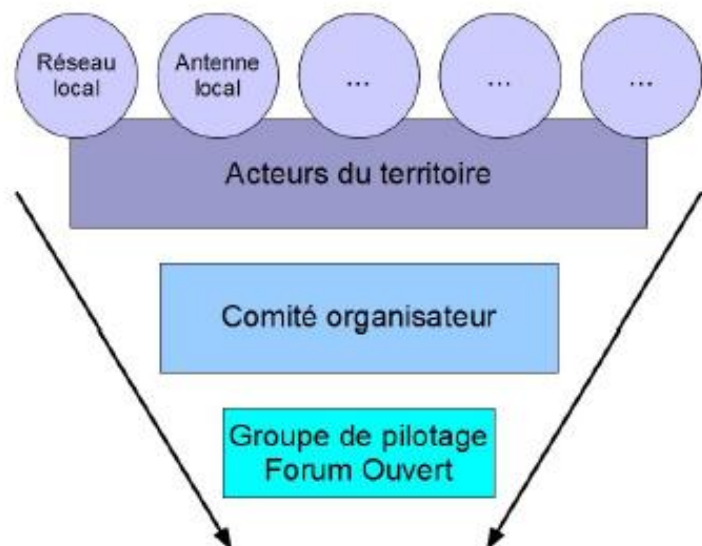 Réseau
local
Antenne
local
...
...
...
Acteurs du territoire
Comité organisateur
Groupe de pilotage
Forum Ouvert